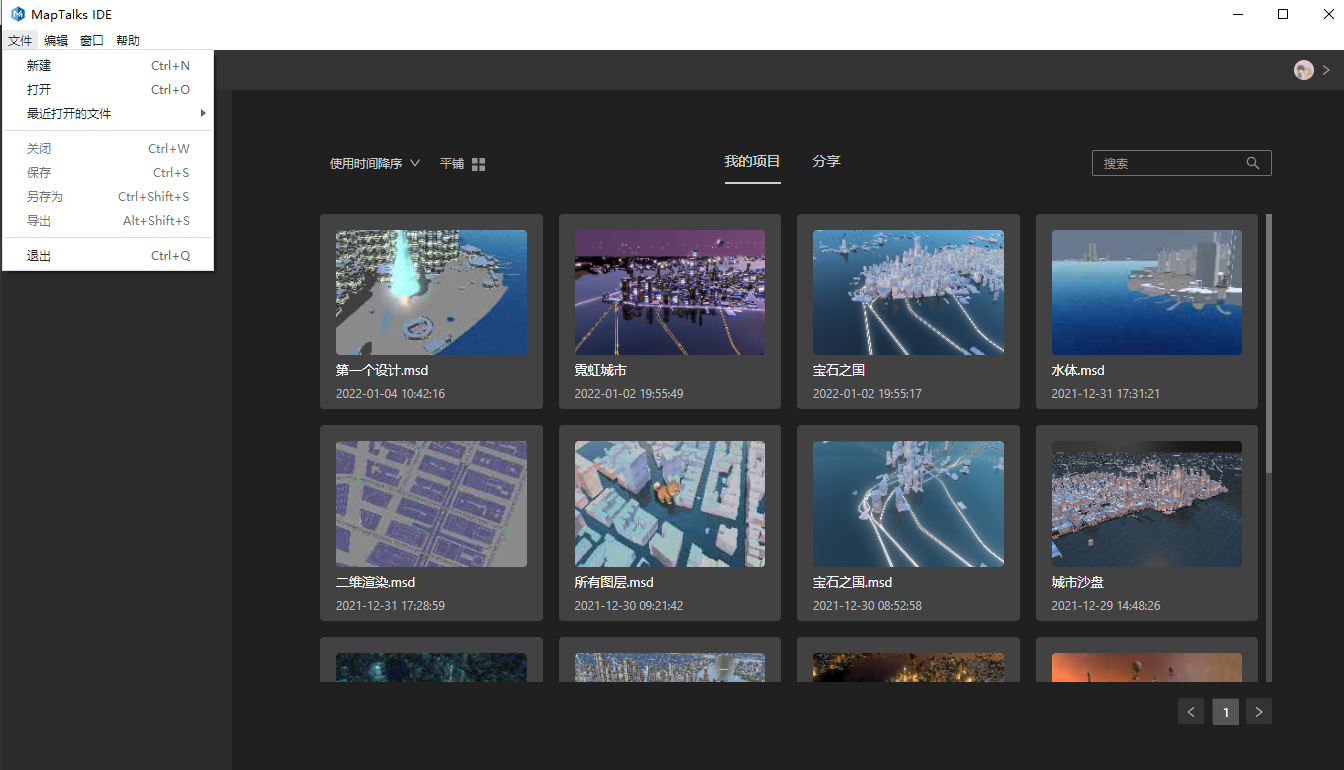 MapTalks IDE
文件 编辑 窗口 帮助
新建 Ctrl+N
打开 Ctrl+O
最近打开的文件
关闭 Ctrl+W
保存 Ctrl+S
另存为 Ctrl+Shift+S
导出 Alt+Shift+S
退出 Ctrl+Q
使用时间降序 平铺 我的项目 分享 搜索
第一个设计.msd 霓虹城市 宝石之国 水体.msd
2022-01-04 10:42:16 2022-01-02 19:55:49 2022-01-02 19:55:17 2021-12-31 17:31:21
二维渲染.msd 所有图层.msd 宝石之国.msd 城市沙盘
2021-12-31 17:28:59 2021-12-30 09:21:42 2021-12-30 08:52:58 2021-12-29 14:48:26
1